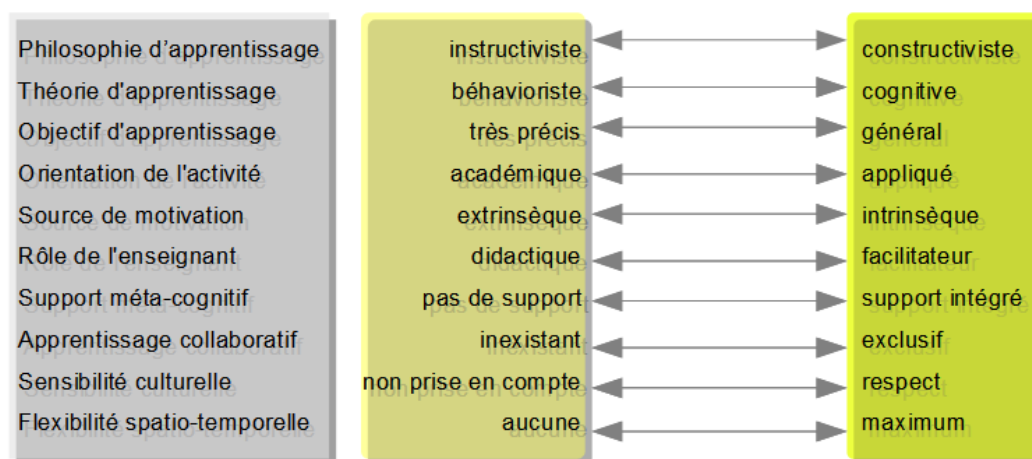 Philosophie d’apprentissage instructiviste constructiviste
Théorie d'apprentissage béhavioriste cognitive
Objectif d'apprentissage très précis général
Orientation de l'activité académique appliqué
Source de motivation extrinsèque intrinsèque
Rôle de l'enseignant didactique facilitateur
Support méta-cognitif pas de support support intégré
Apprentissage collaboratif inexistant exclusif
Sensibilité culturelle non prise en compte respect
Flexibilité spatio-temporelle aucune maximum